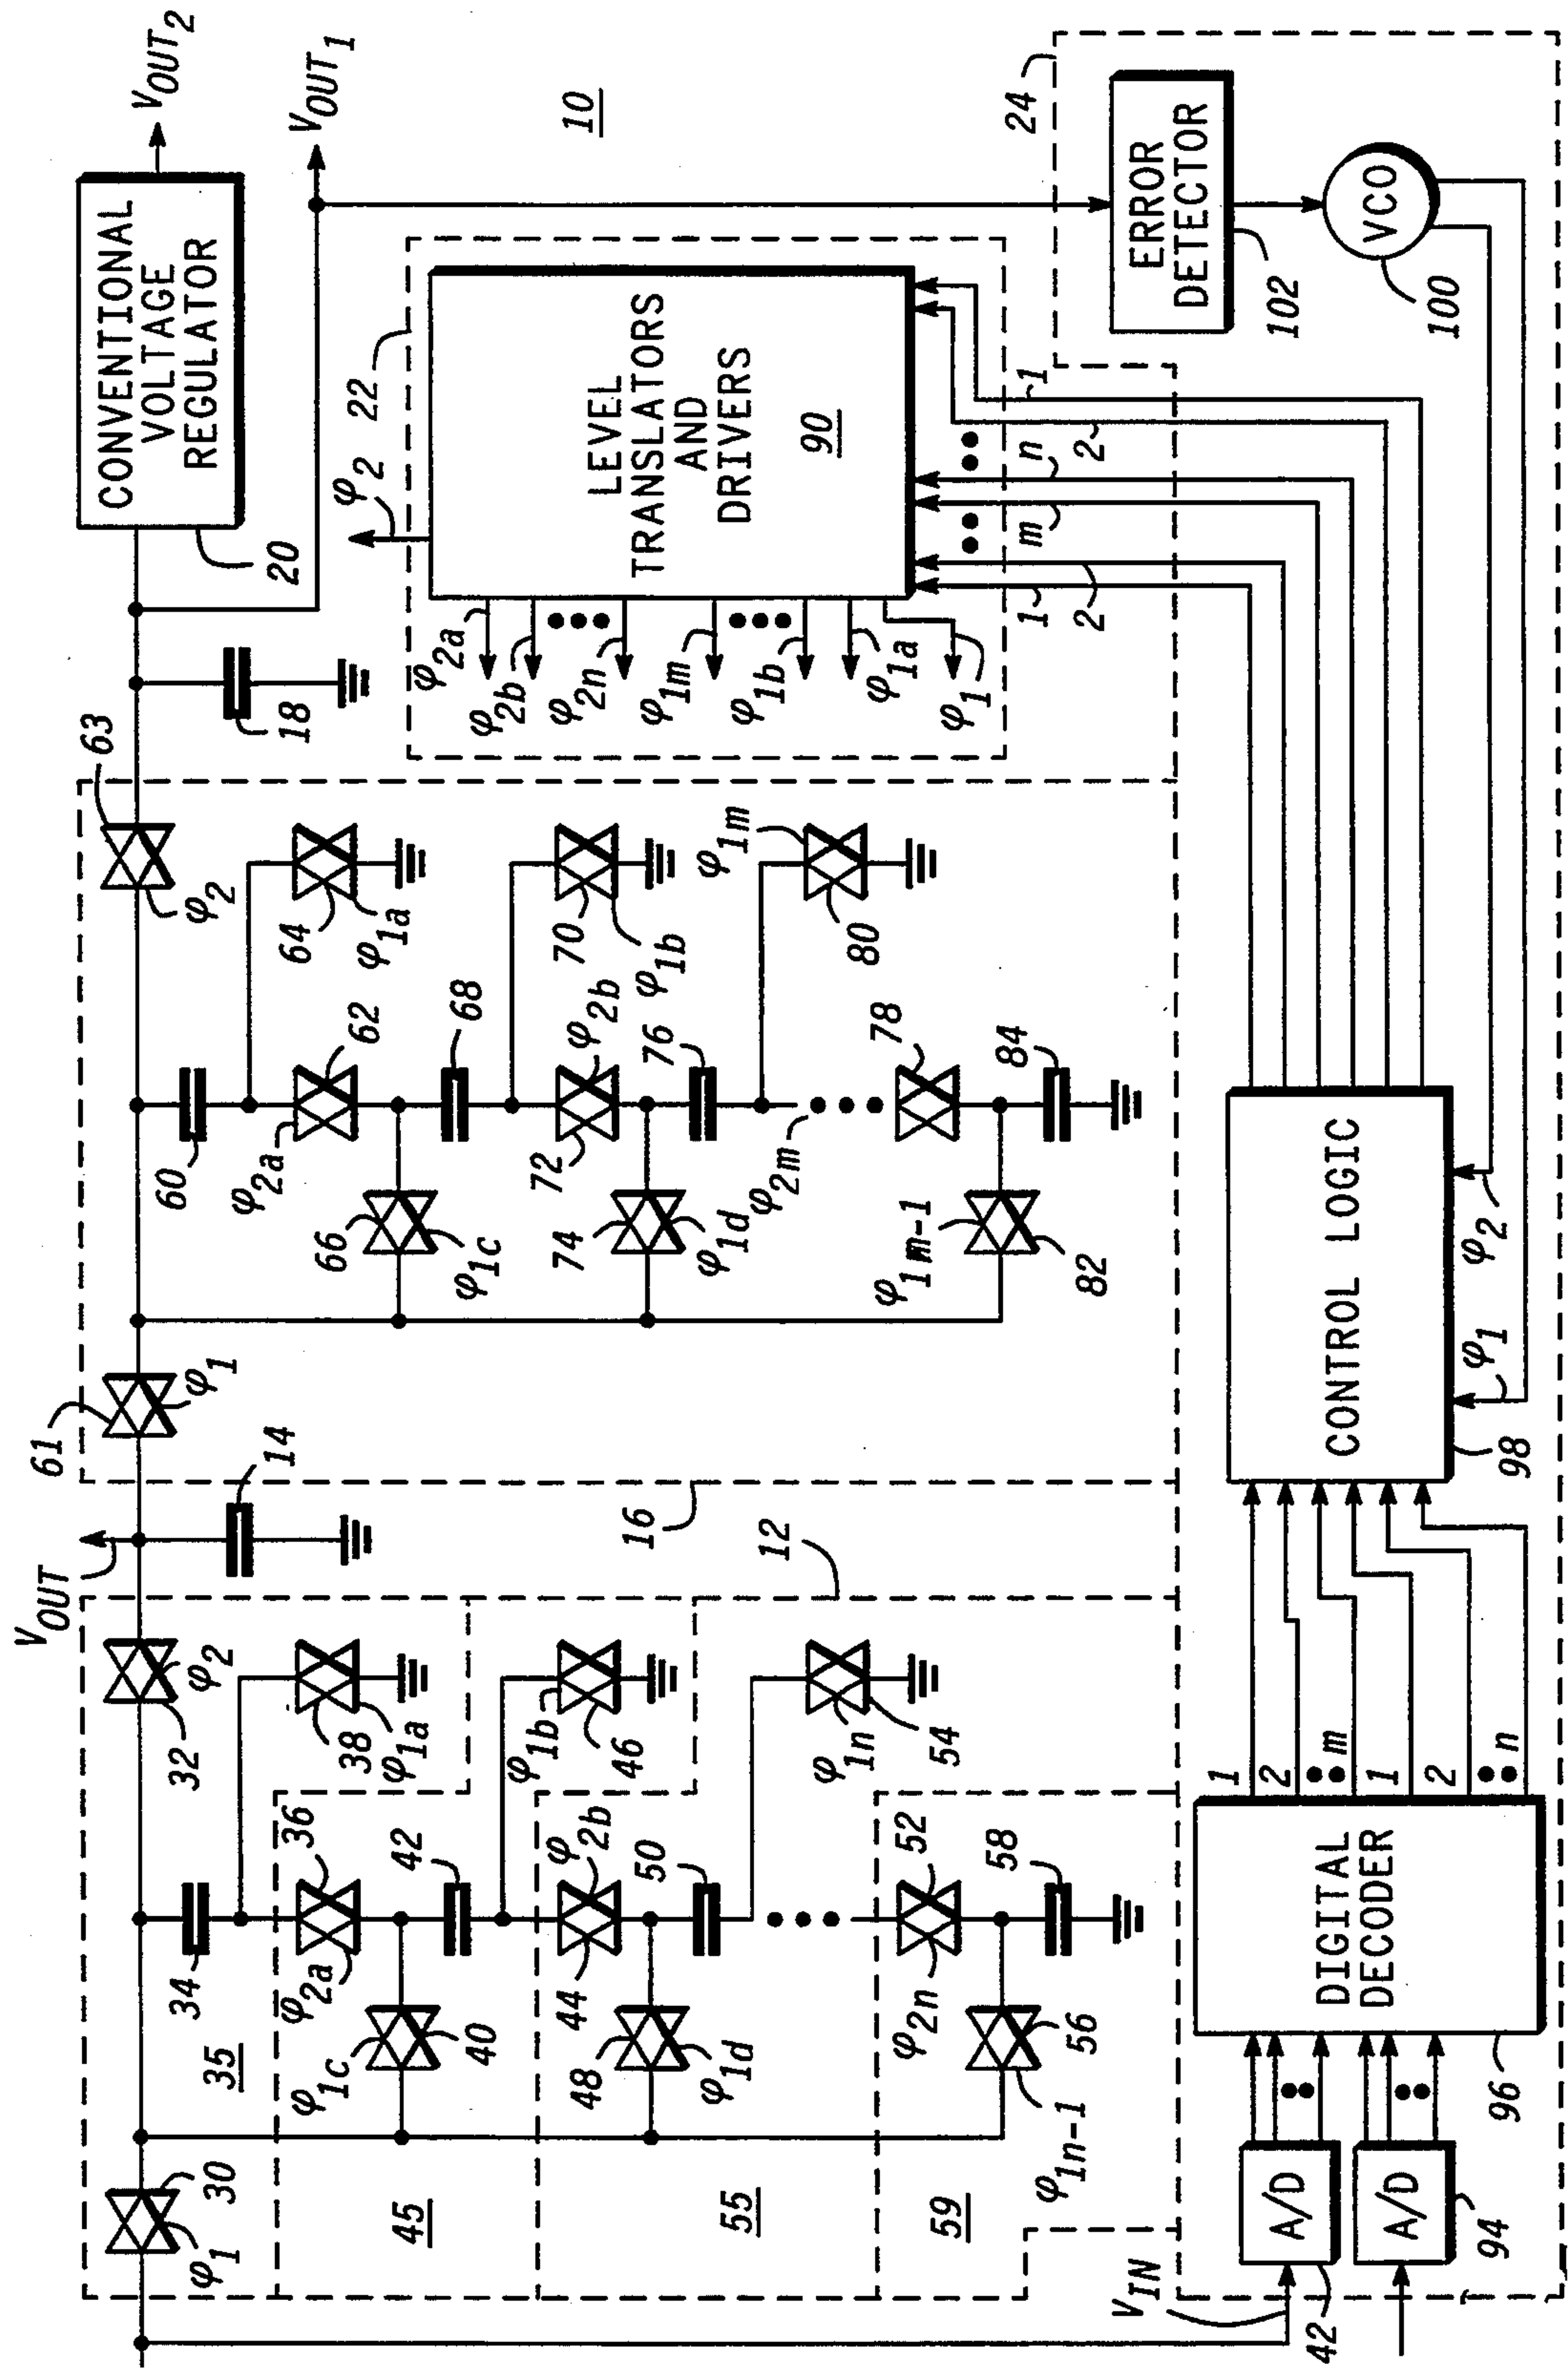 V_OUT2
CONVENTIONAL
VOLTAGE
REGULATOR
20
V_OUT1
10
18
63
φ2
61
φ1
14
V_OUT
16
12
60
φ2a
62
64
φ1a
66
φ1c
68
70
φ1b
72
φ2b
74
φ1d
76
φ2m
78
80
φ1m
φ1m-1
82
84
22
φ2
LEVEL
TRANSLATORS
AND
DRIVERS
90
φ2a
φ2b
φ2n
φ1m
φ1b
φ1a
φ1
1
2
m
n
2
1
24
ERROR
DETECTOR
102
VCO
100
32
φ2
30
φ1
34
35
36
φ2a
38
φ1a
40
φ1c
42
44
φ2b
45
46
φ1b
48
φ1d
50
52
φ2n
54
φ1n
55
56
φ1n-1
58
59
V_IN
A/D
42
A/D
94
DIGITAL
DECODER
96
1
2
m
1
2
n
CONTROL LOGIC
98
φ1
φ2